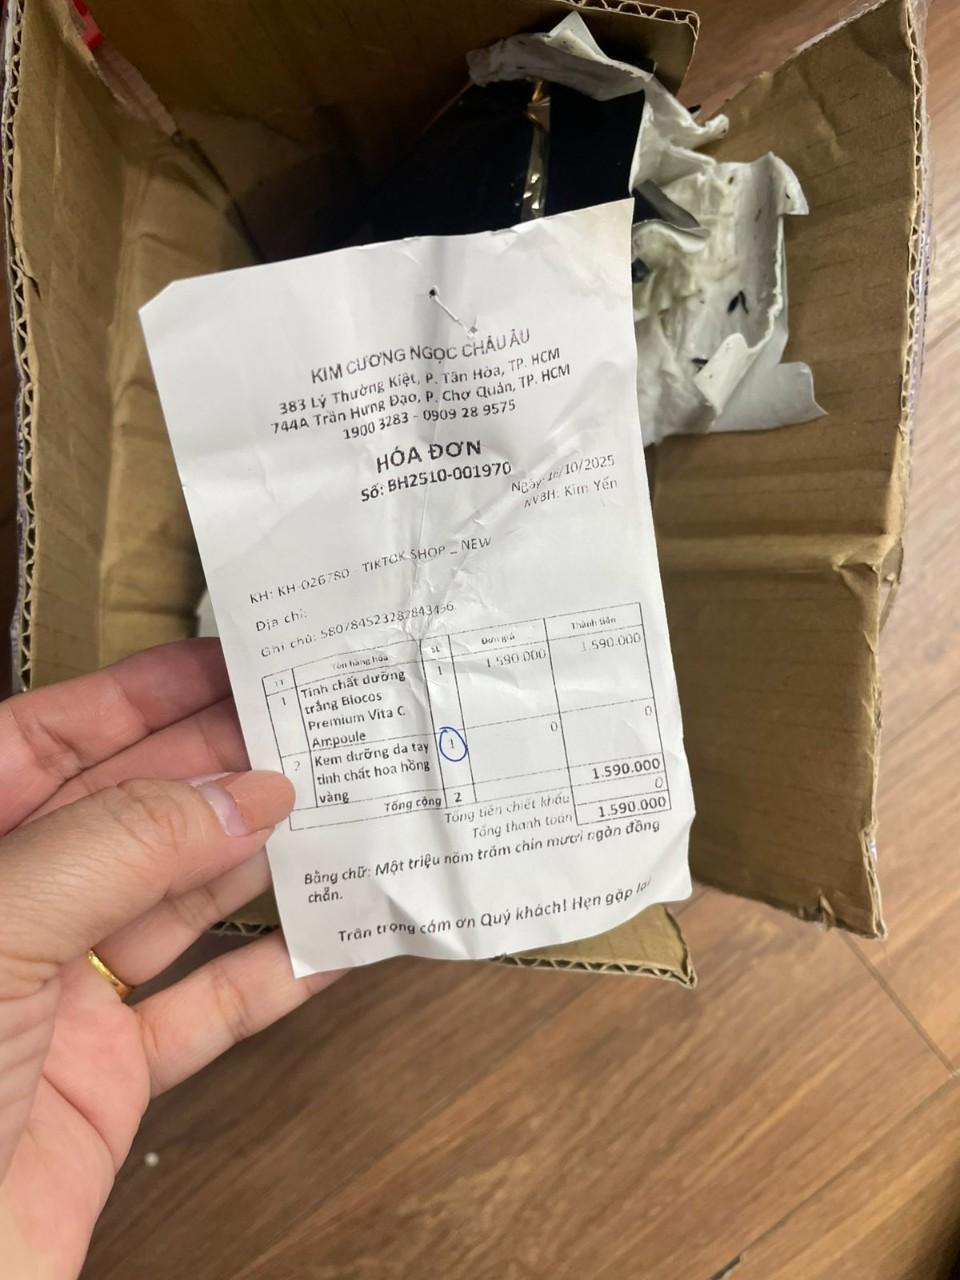 KIM CƯƠNG NGỌC CHÂU ÂU
383 Lý Thường Kiệt, P. Tân Hòa, TP. HCM
744A Trần Hưng Đạo, P. Chợ Quán, TP. HCM
1900 3283 - 0909 28 9575
HÓA ĐƠN
Số: BH2510-001970
Ngày: /10/2025
NVBH: Kim Yến
KH: KH-026780 - TIKTOK SHOP _ NEW
Địa chỉ:
Ghi chú:
TT Tên hàng hóa SL Đơn giá Thành tiền
1 Tinh chất dưỡng 1 1.590.000 1.590.000
trắng Biocos
Premium Vita C
Ampoule
2 Kem dưỡng da tay 1 0 0
tinh chất hoa hồng
vàng
Tổng cộng 2 1.590.000
Tổng tiền chiết khấu 0
Tổng thanh toán 1.590.000
Bằng chữ: Một triệu năm trăm chín mươi ngàn đồng
chẵn.
Trân trọng cảm ơn Quý khách! Hẹn gặp lại